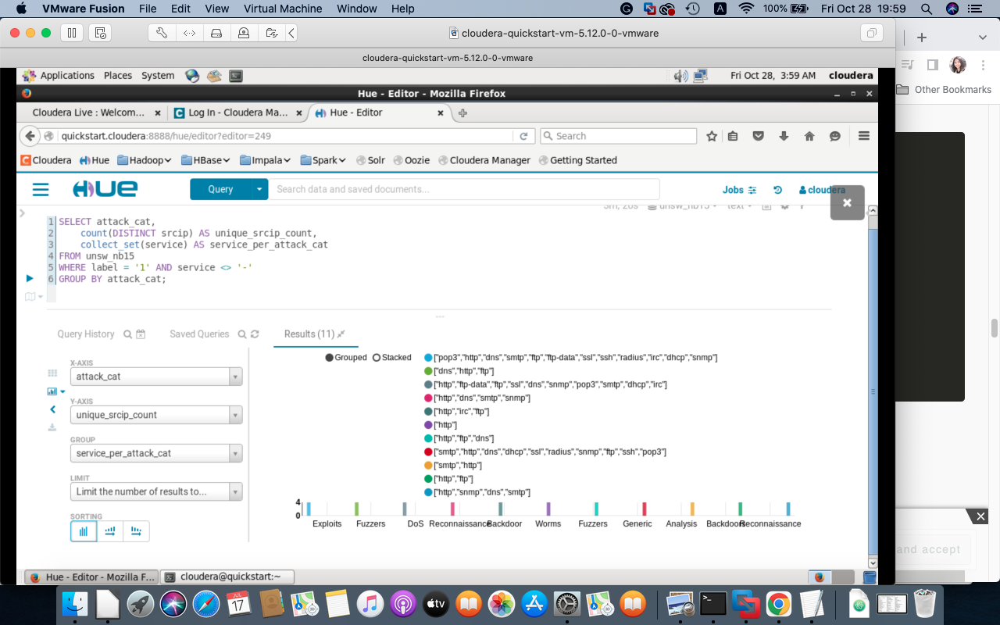 VMware Fusion File Edit View Virtual Machine Window Help A 100% Fri Oct 28 19:59
cloudera-quickstart-vm-5.12.0-0-vmware
cloudera-quickstart-vm-5.12.0-0-vmware
Applications Places System Fri Oct 28, 3:59 AM cloudera
Hue - Editor - Mozilla Firefox
Other Bookmarks
Cloudera Live : Welcom... Log In - Cloudera Ma... Hue - Editor
quickstart.cloudera:8888/hue/editor?editor=249 Search
Cloudera Hue Hadoop HBase Impala Spark Solr Oozie Cloudera Manager Getting Started
HUE Query Search data and saved documents... Jobs cloudera
3m, 20s unsw_nb15 text ?
1 SELECT attack_cat,
2 count(DISTINCT srcip) AS unique_srcip_count,
3 collect_set(service) AS service_per_attack_cat
4 FROM unsw_nb15
5 WHERE label = '1' AND service <> '-'
6 GROUP BY attack_cat;
Query History Saved Queries Results (11)
X-AXIS
attack_cat
Y-AXIS
unique_srcip_count
GROUP
service_per_attack_cat
LIMIT
Limit the number of results to...
SORTING
Grouped Stacked
["pop3","http","dns","smtp","ftp","ftp-data","ssl","ssh","radius","irc","dhcp","snmp"]
["dns","http","ftp"]
["http","ftp-data","ftp","ssl","dns","snmp","pop3","smtp","dhcp","irc"]
["http","dns","smtp","snmp"]
["http","irc","ftp"]
["http"]
["http","ftp","dns"]
["smtp","http","dns","dhcp","ssl","radius","snmp","ftp","ssh","pop3"]
["smtp","http"]
["http","ftp"]
["http","snmp","dns","smtp"]
4
0
Exploits Fuzzers DoS Reconnaissance Backdoor Worms Fuzzers Generic Analysis Backdoors Reconnaissance
and accept
Hue - Editor - Mozilla F... cloudera@quickstart:~
JUL
17
tv